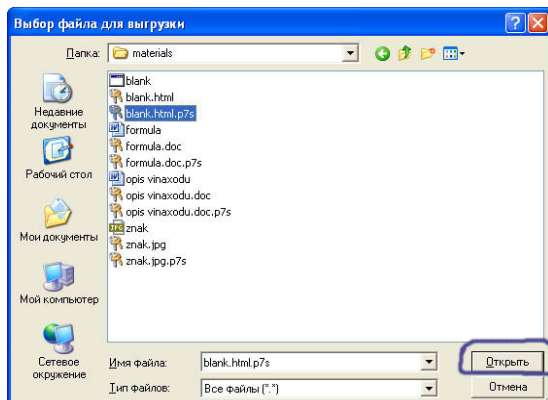 Выбор файла для выгрузки
Папка: materials
blank
blank.html
blank.html.p7s
formula
formula.doc
formula.doc.p7s
opis vinaxodu
opis vinaxodu.doc
opis vinaxodu.doc.p7s
JPG znak
znak.jpg
znak.jpg.p7s
Недавние
документы
Рабочий стол
Мои документы
Мой компьютер
Сетевое
окружение
Имя файла: blank.html.p7s Открыть
Тип файлов: Все файлы (*.*) Отмена